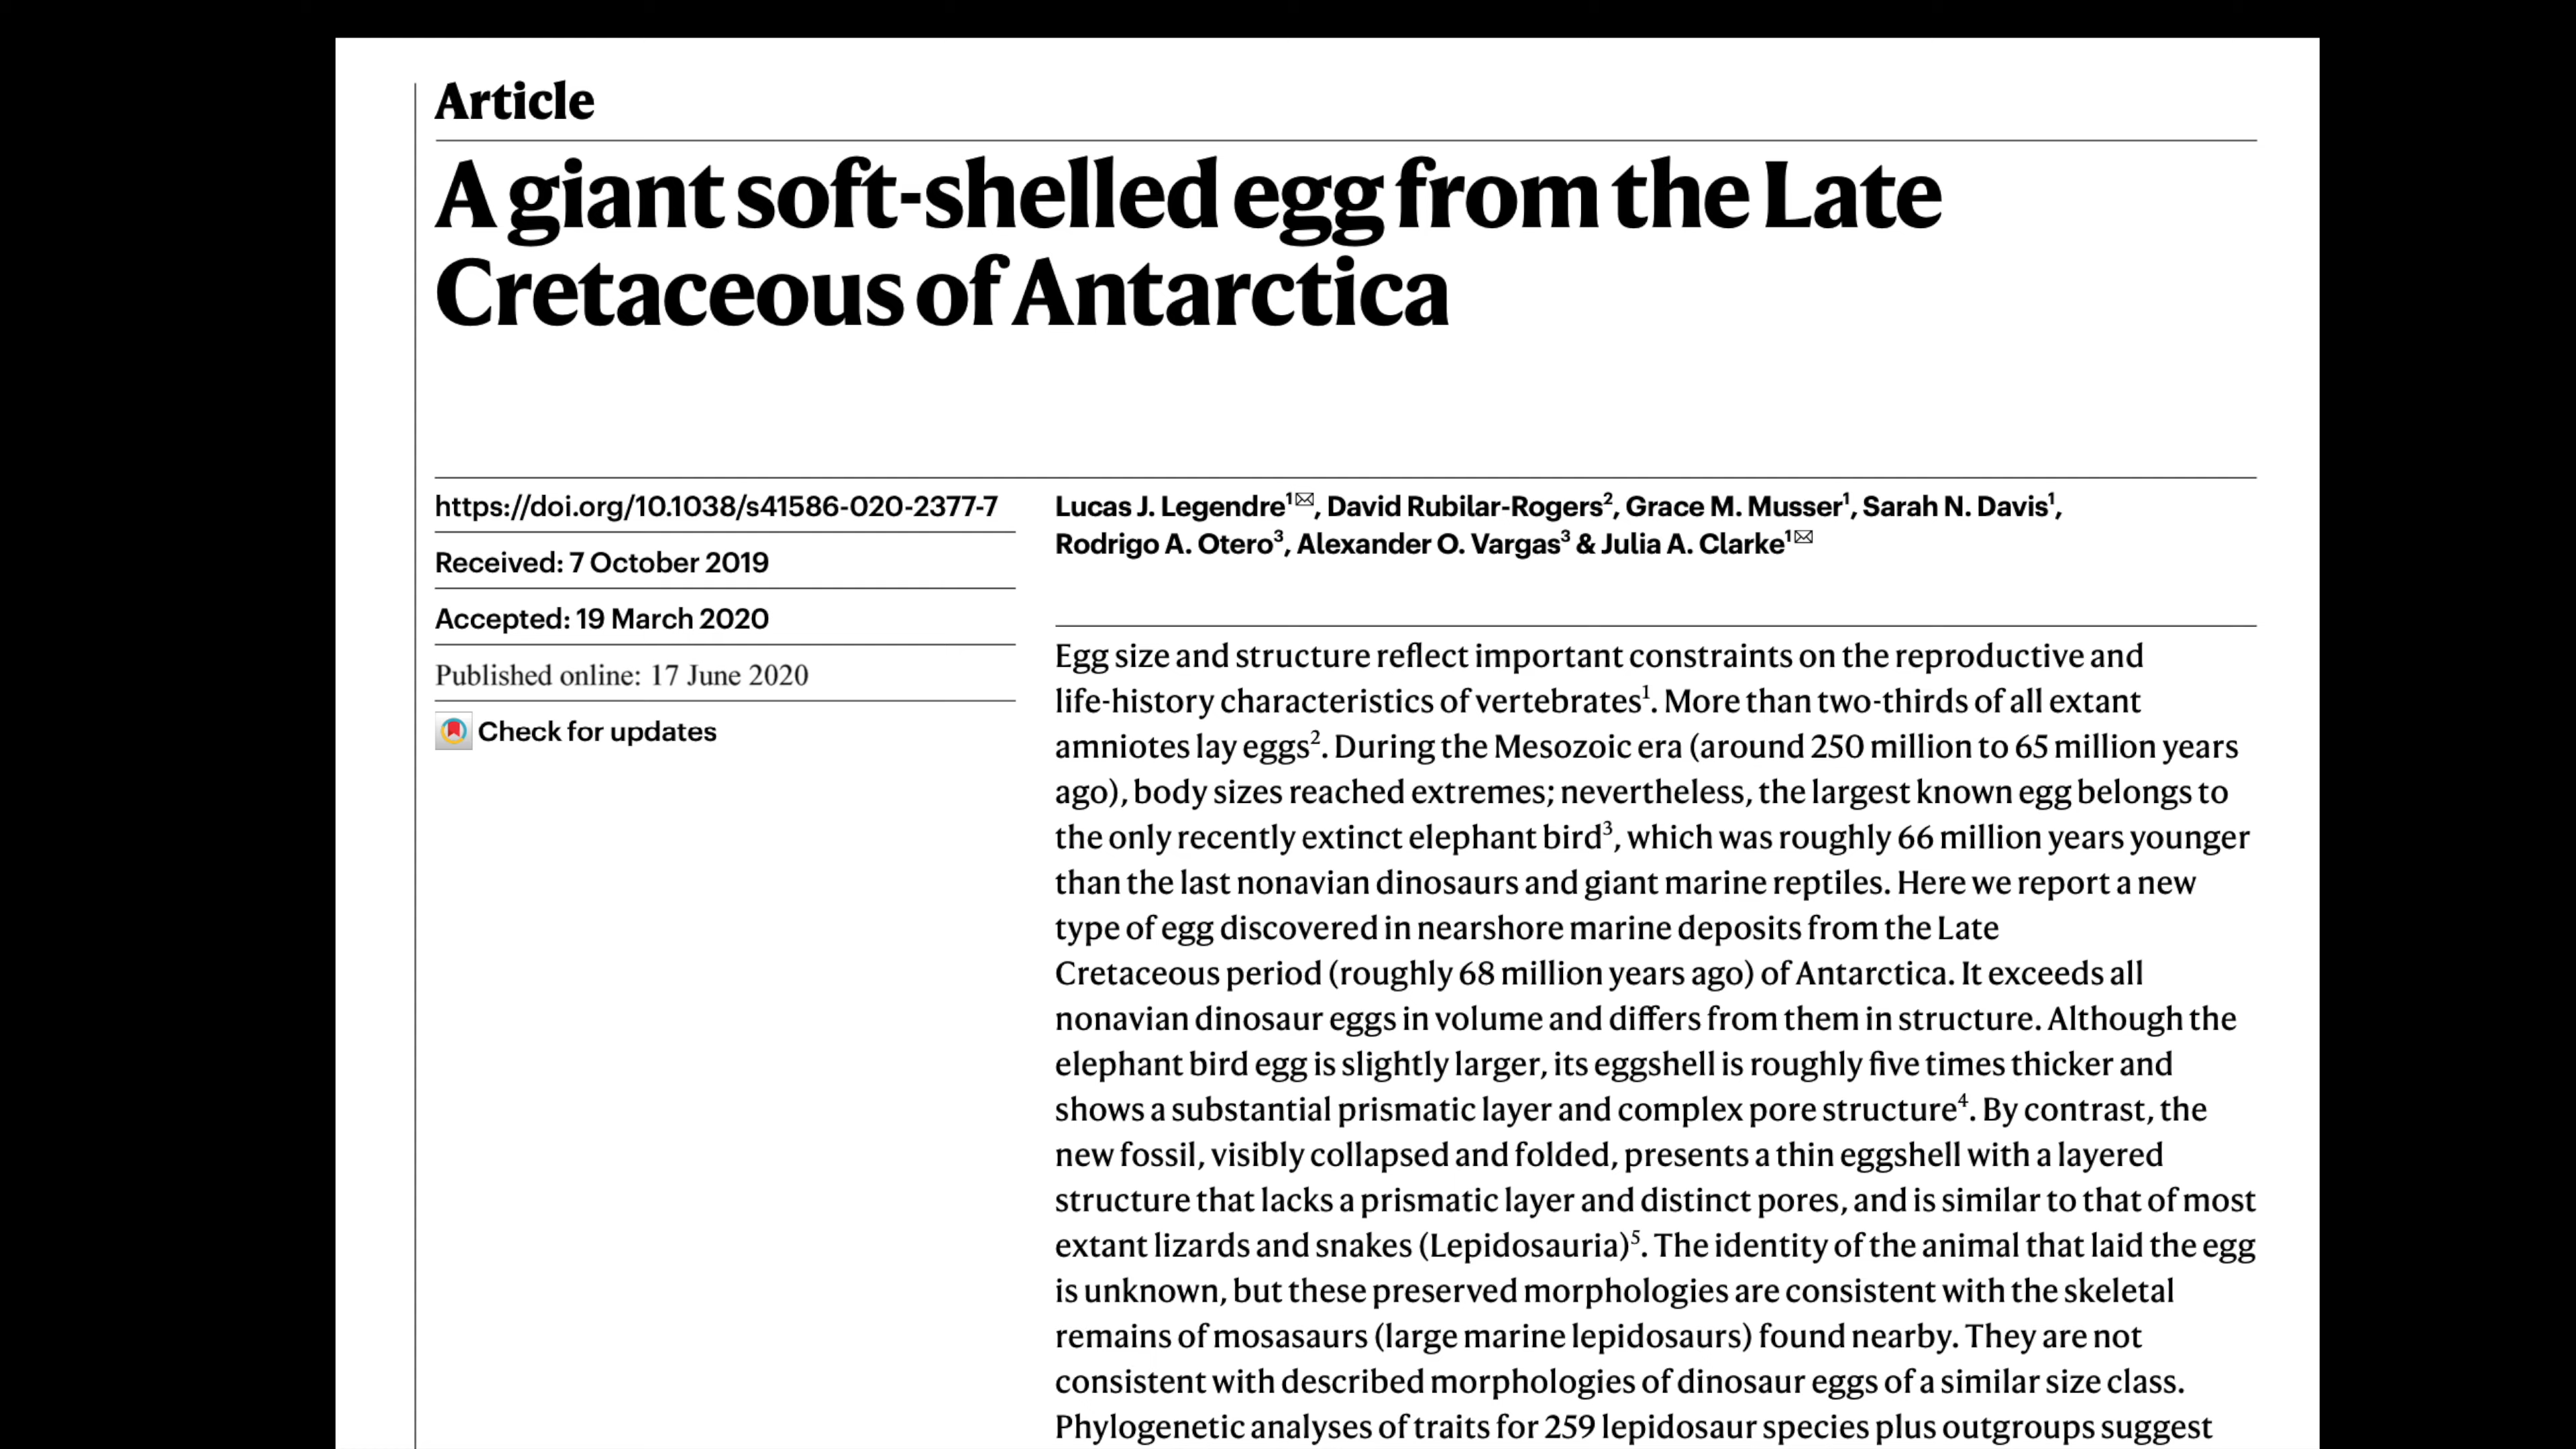 Article
A giant soft-shelled egg from the Late
Cretaceous of Antarctica
https://doi.org/10.1038/s41586-020-2377-7
Received: 7 October 2019
Accepted: 19 March 2020
Published online: 17 June 2020
Check for updates
Lucas J. Legendre1✉, David Rubilar-Rogers2, Grace M. Musser1, Sarah N. Davis1,
Rodrigo A. Otero3, Alexander O. Vargas3 & Julia A. Clarke1✉
Egg size and structure reflect important constraints on the reproductive and
life-history characteristics of vertebrates1. More than two-thirds of all extant
amniotes lay eggs2. During the Mesozoic era (around 250 million to 65 million years
ago), body sizes reached extremes; nevertheless, the largest known egg belongs to
the only recently extinct elephant bird3, which was roughly 66 million years younger
than the last nonavian dinosaurs and giant marine reptiles. Here we report a new
type of egg discovered in nearshore marine deposits from the Late
Cretaceous period (roughly 68 million years ago) of Antarctica. It exceeds all
nonavian dinosaur eggs in volume and differs from them in structure. Although the
elephant bird egg is slightly larger, its eggshell is roughly five times thicker and
shows a substantial prismatic layer and complex pore structure4. By contrast, the
new fossil, visibly collapsed and folded, presents a thin eggshell with a layered
structure that lacks a prismatic layer and distinct pores, and is similar to that of most
extant lizards and snakes (Lepidosauria)5. The identity of the animal that laid the egg
is unknown, but these preserved morphologies are consistent with the skeletal
remains of mosasaurs (large marine lepidosaurs) found nearby. They are not
consistent with described morphologies of dinosaur eggs of a similar size class.
Phylogenetic analyses of traits for 259 lepidosaur species plus outgroups suggest